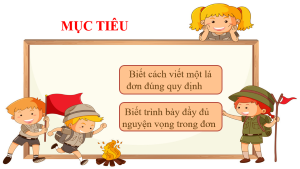 MỤC TIÊU
Biết cách viết một lá
đơn đúng quy định
Biết trình bày đầy đủ
nguyện vọng trong đơn